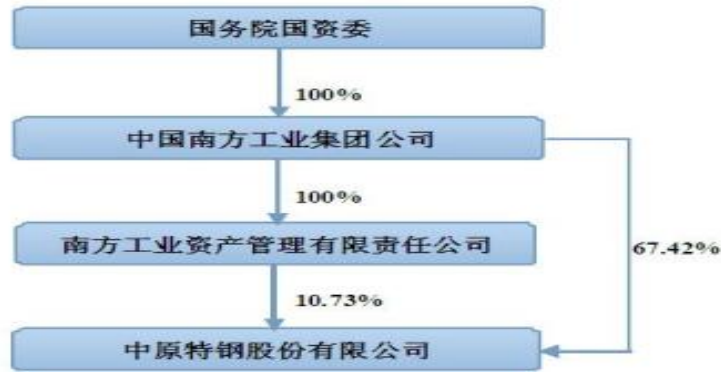 国务院国资委
100%
中国南方工业集团公司
100%
南方工业资产管理有限责任公司
67.42%
10.73%
中原特钢股份有限公司